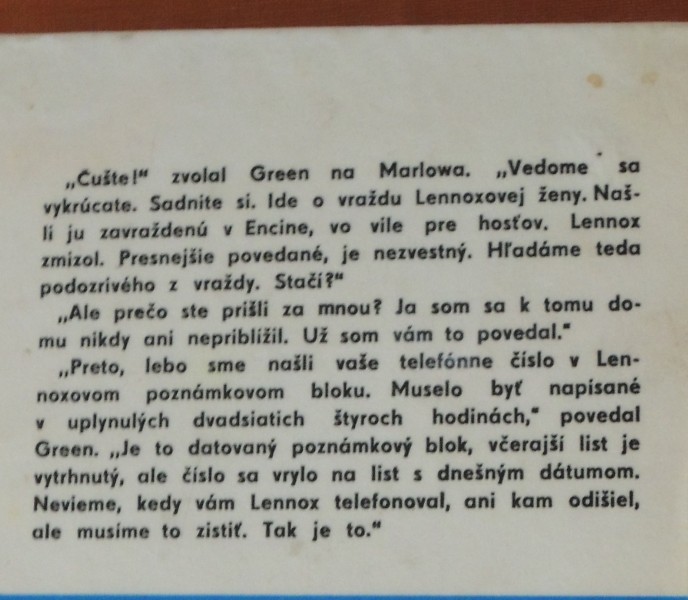 „Čušte!“ zvolal Green na Marlowa. „Vedome sa
vykrúcate. Sadnite si. Ide o vraždu Lennoxovej ženy. Naš-
li ju zavraždenú v Encine, vo vile pre hosťov. Lennox
zmizol. Presnejšie povedané, je nezvestný. Hľadáme teda
podozrivého z vraždy. Stačí?“
„Ale prečo ste prišli za mnou? Ja som sa k tomu do-
mu nikdy ani nepriblížil. Už som vám to povedal.“
„Preto, lebo sme našli vaše telefónne číslo v Len-
noxovom poznámkovom bloku. Muselo byť napísané
v uplynulých dvadsiatich štyroch hodinách,“ povedal
Green. „Je to datovaný poznámkový blok, včerajší list je
vytrhnutý, ale číslo sa vrylo na list s dnešným dátumom.
Nevieme, kedy vám Lennox telefonoval, ani kam odišiel,
ale musíme to zistiť. Tak je to.“